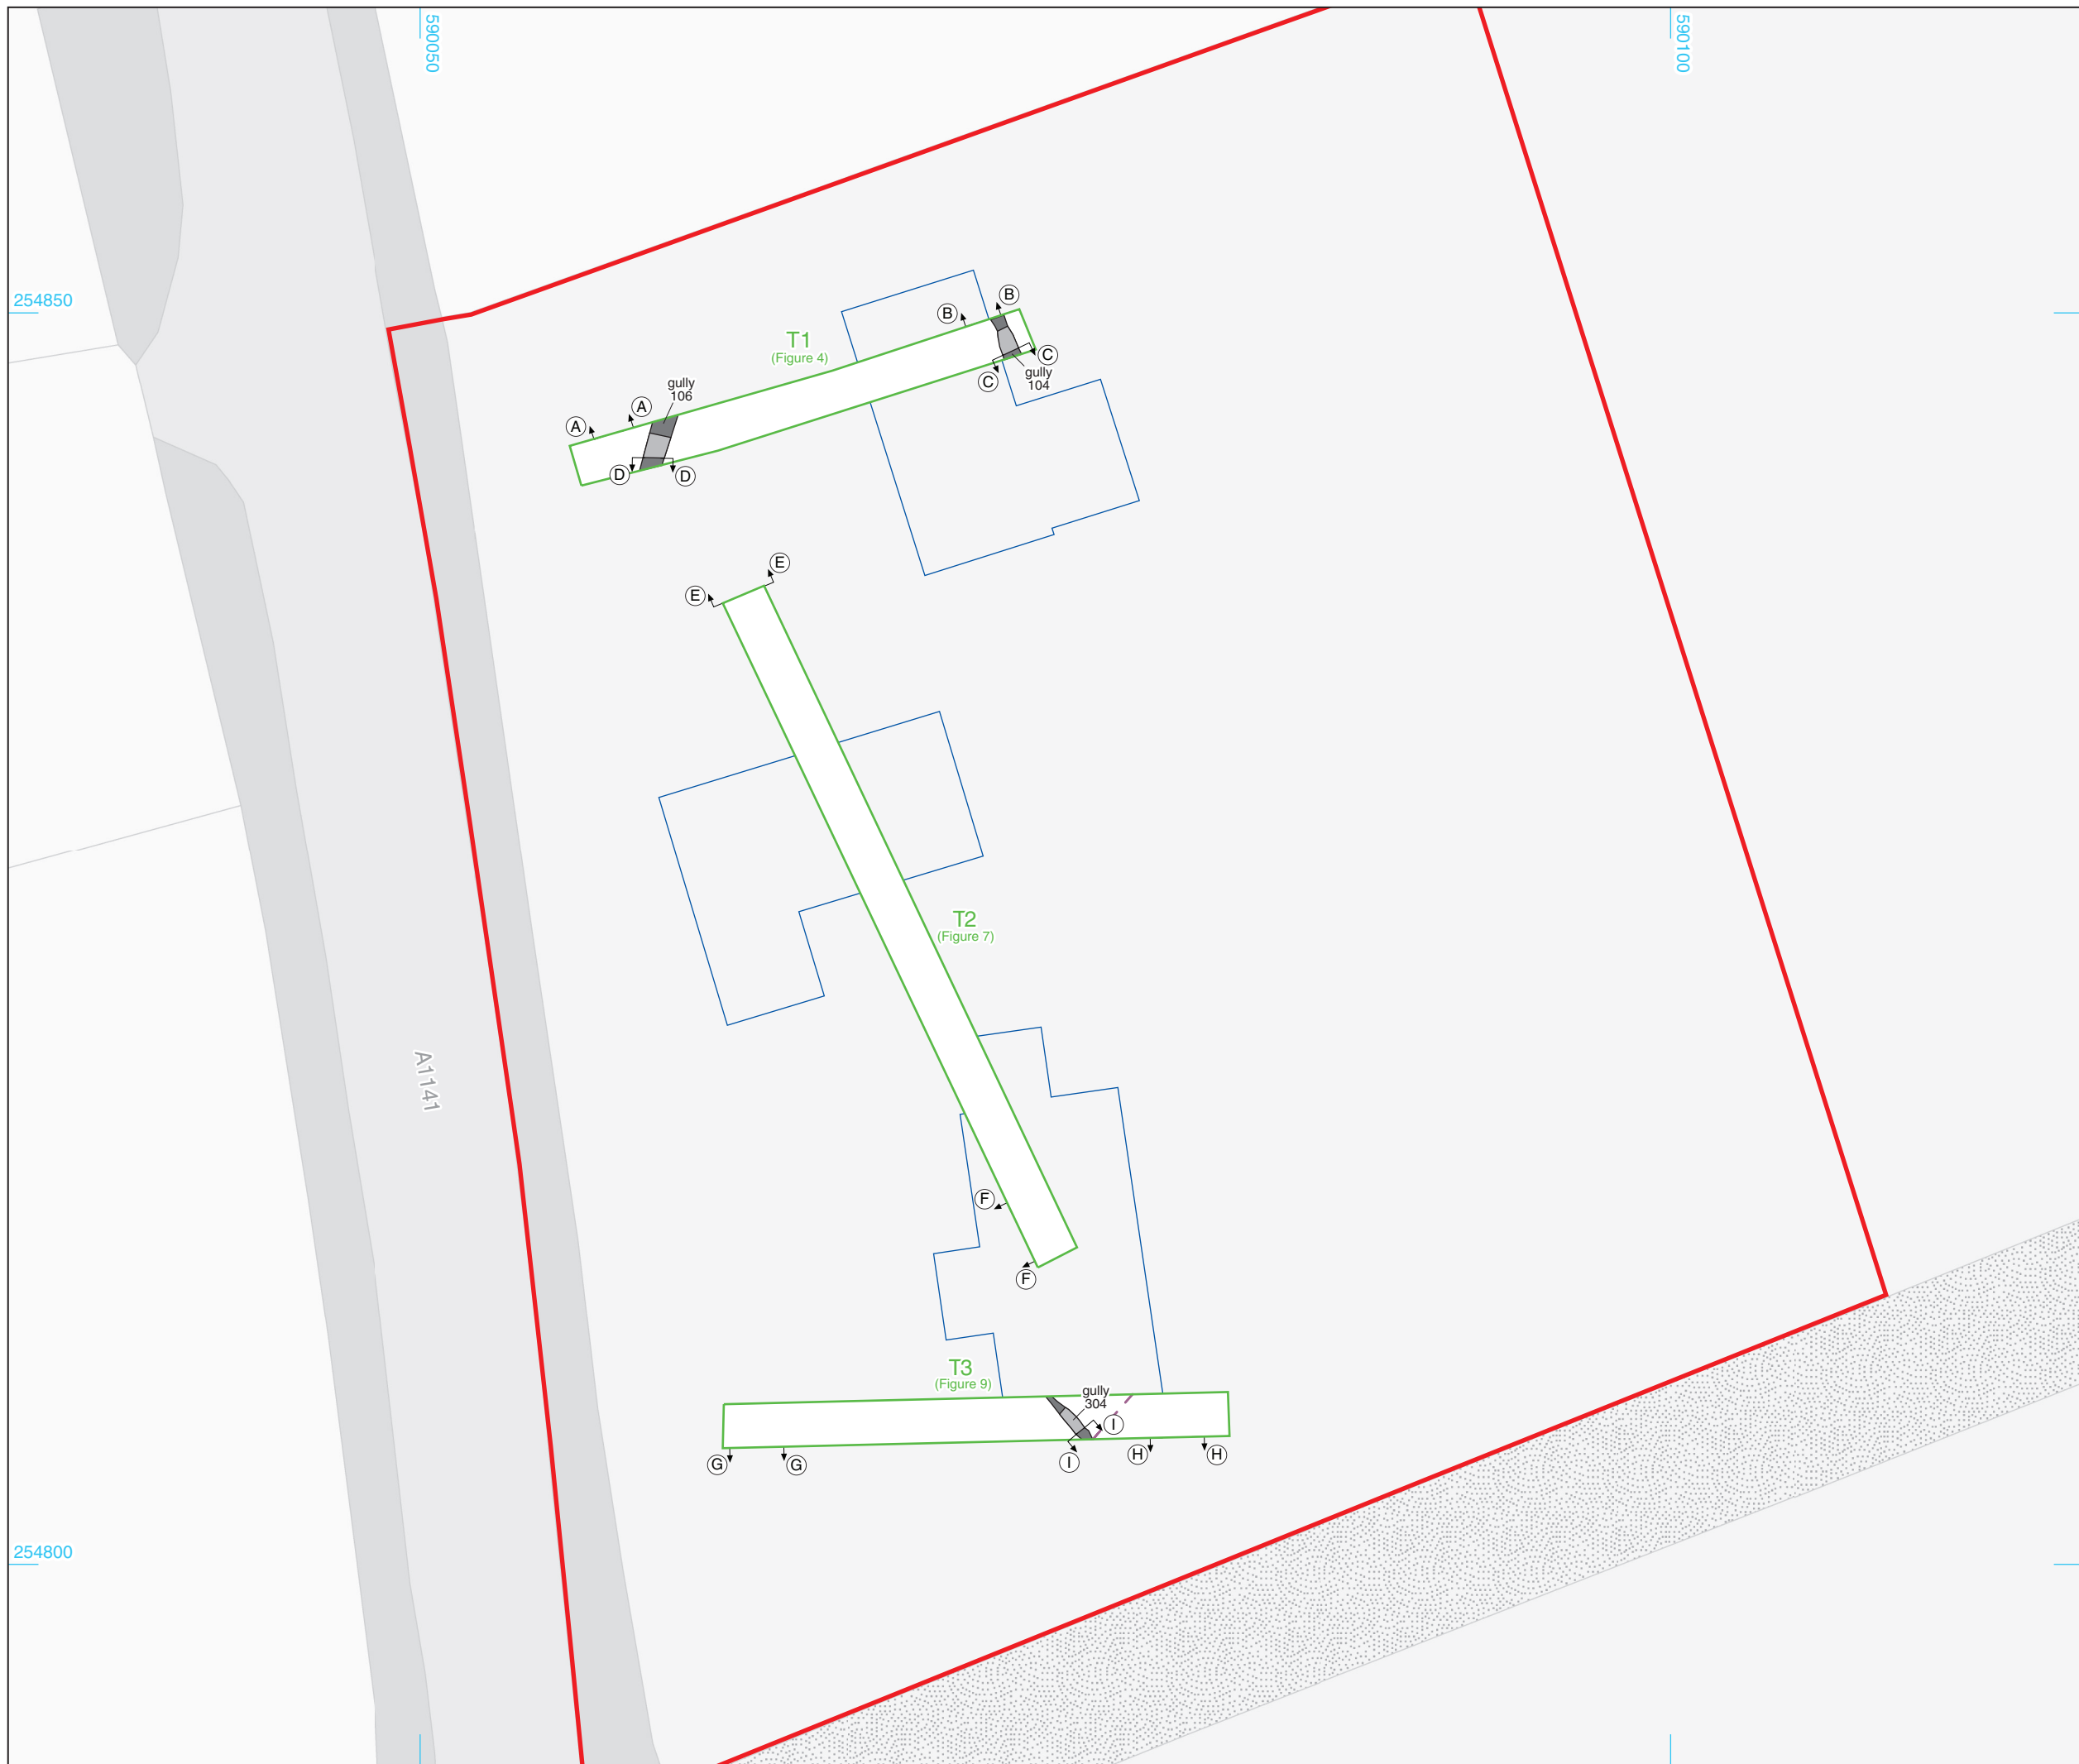 590050
590100
254850
B
B
T1
(Figure 4)
C
C
gully
104
gully
106
A
A
D
D
E
E
T2
(Figure 7)
A1141
F
F
T3
(Figure 9)
gully
304
I
I
G
G
H
H
254800